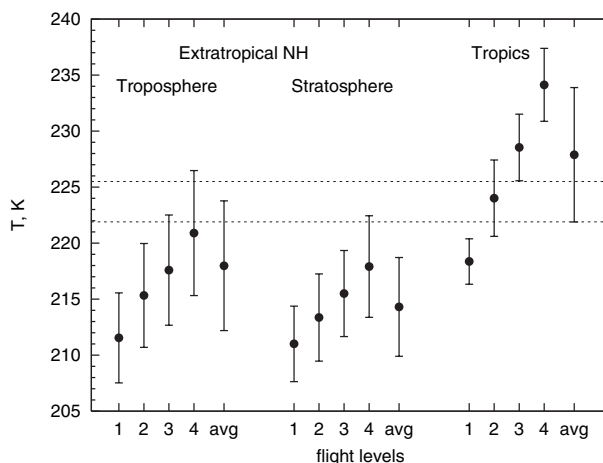 240
235
230
225
220
215
210
205
T, K
Extratropical NH
Troposphere
Stratosphere
Tropics
1 2 3 4 avg 1 2 3 4 avg 1 2 3 4 avg
flight levels